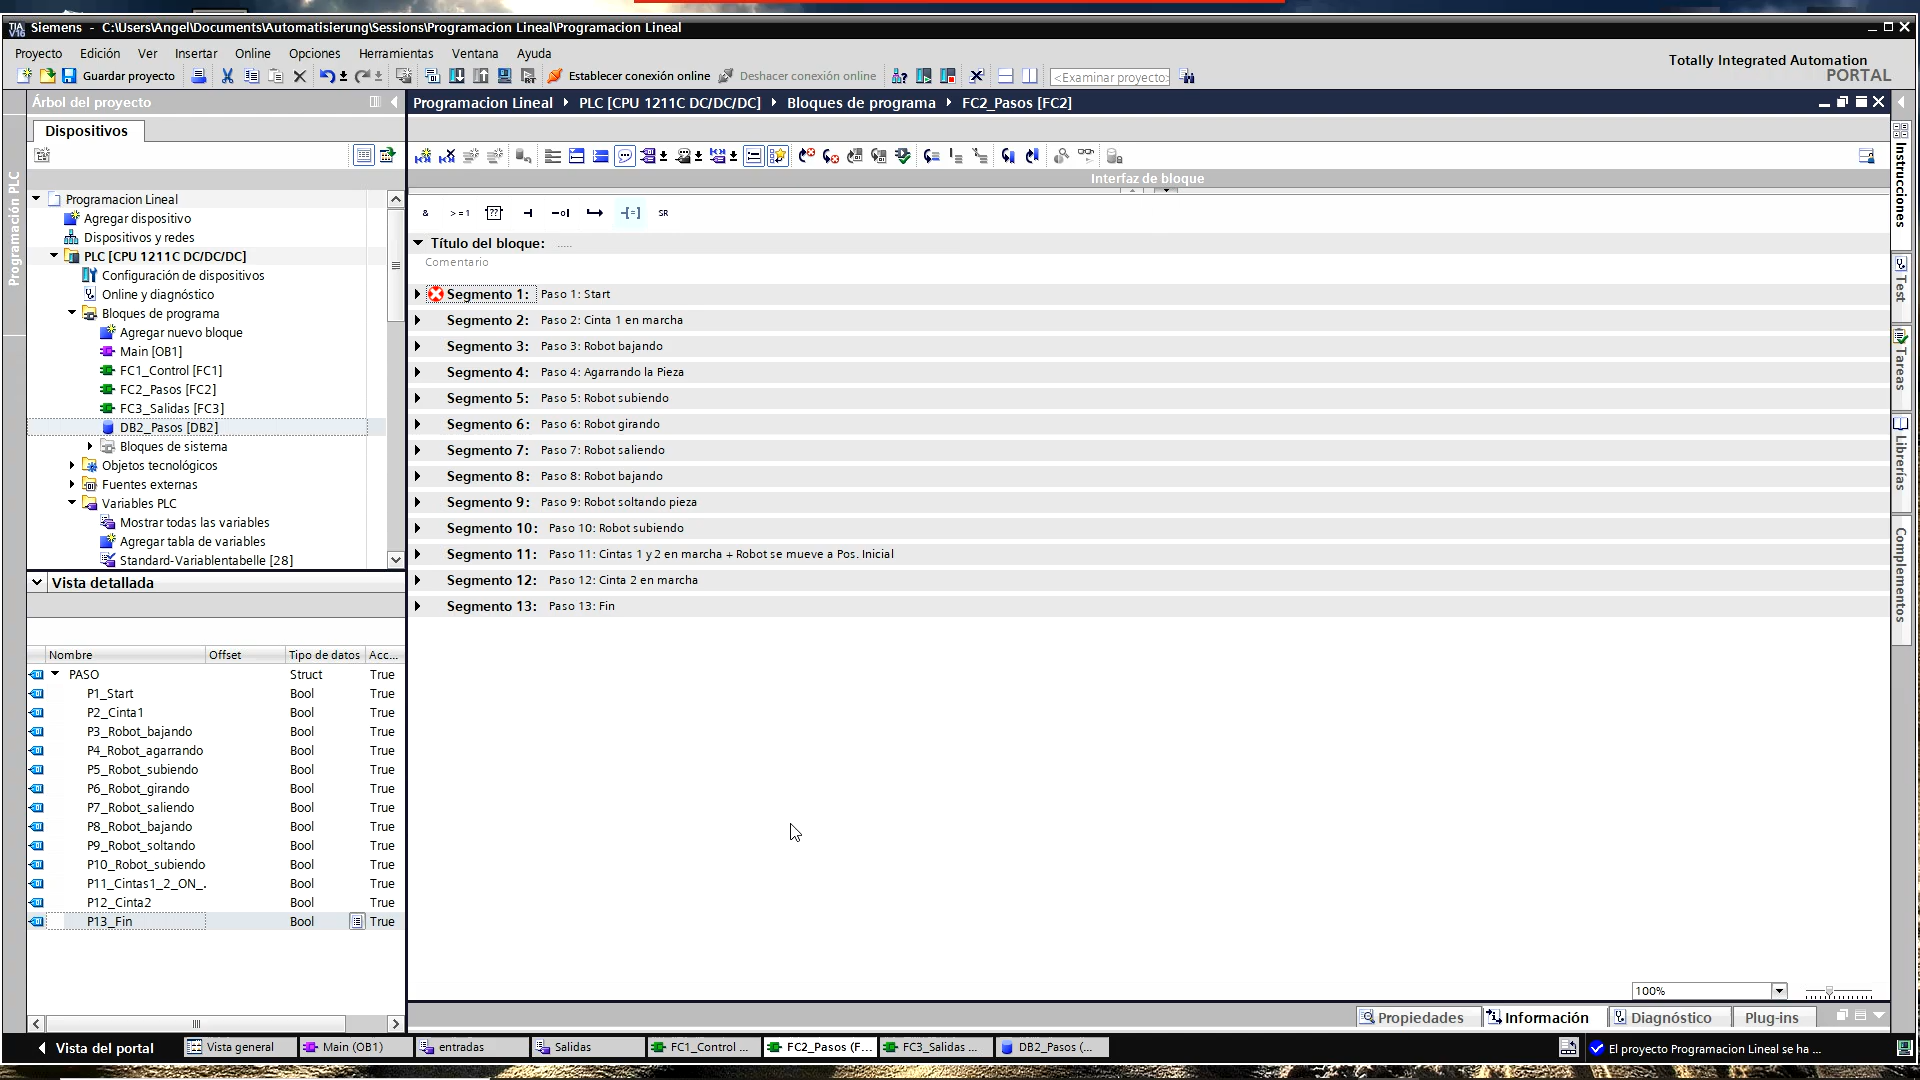 Siemens - C:\Users\Angel\Documents\Automatisierung\Sessions\Programacion Lineal\Programacion Lineal
Proyecto Edición Ver Insertar Online Opciones Herramientas Ventana Ayuda
Totally Integrated Automation
PORTAL
Guardar proyecto Establecer conexión online Deshacer conexión online <Examinar proyecto>
Árbol del proyecto
Programacion Lineal PLC [CPU 1211C DC/DC/DC] Bloques de programa FC2_Pasos [FC2]
Dispositivos
Programación PLC
Interfaz de bloque
Programacion Lineal
Agregar dispositivo
Dispositivos y redes
PLC [CPU 1211C DC/DC/DC]
Configuración de dispositivos
Online y diagnóstico
Bloques de programa
Agregar nuevo bloque
Main [OB1]
FC1_Control [FC1]
FC2_Pasos [FC2]
FC3_Salidas [FC3]
DB2_Pasos [DB2]
Bloques de sistema
Objetos tecnológicos
Fuentes externas
Variables PLC
Mostrar todas las variables
Agregar tabla de variables
Standard-Variablentabelle [28]
Vista detallada
Nombre Offset Tipo de datos Acc...
PASO Struct True
P1_Start Bool True
P2_Cinta1 Bool True
P3_Robot_bajando Bool True
P4_Robot_agarrando Bool True
P5_Robot_subiendo Bool True
P6_Robot_girando Bool True
P7_Robot_saliendo Bool True
P8_Robot_bajando Bool True
P9_Robot_soltando Bool True
P10_Robot_subiendo Bool True
P11_Cintas1_2_ON_. Bool True
P12_Cinta2 Bool True
P13_Fin Bool True
& >=1 ?? -| -o| -[=] SR
Título del bloque: .....
Comentario
Segmento 1: Paso 1: Start
Segmento 2: Paso 2: Cinta 1 en marcha
Segmento 3: Paso 3: Robot bajando
Segmento 4: Paso 4: Agarrando la Pieza
Segmento 5: Paso 5: Robot subiendo
Segmento 6: Paso 6: Robot girando
Segmento 7: Paso 7: Robot saliendo
Segmento 8: Paso 8: Robot bajando
Segmento 9: Paso 9: Robot soltando pieza
Segmento 10: Paso 10: Robot subiendo
Segmento 11: Paso 11: Cintas 1 y 2 en marcha + Robot se mueve a Pos. Inicial
Segmento 12: Paso 12: Cinta 2 en marcha
Segmento 13: Paso 13: Fin
100%
Instrucciones
Test
Tareas
Librerías
Complementos
Propiedades Información Diagnóstico Plug-ins
Vista del portal Vista general Main (OB1) entradas Salidas FC1_Control ... FC2_Pasos (F... FC3_Salidas ... DB2_Pasos (... El proyecto Programacion Lineal se ha ...